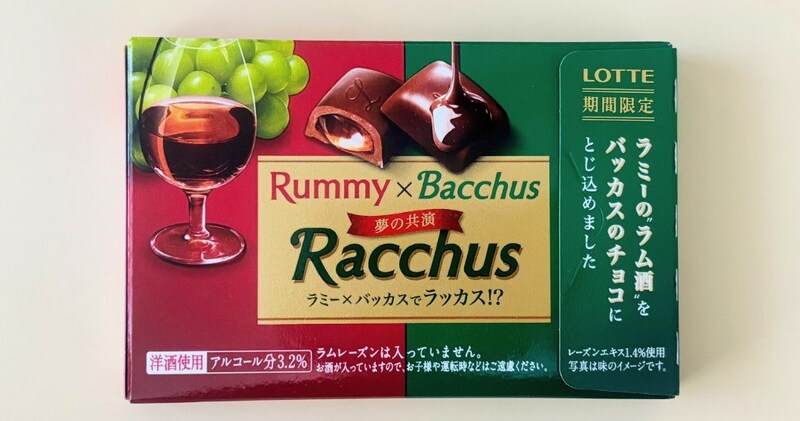 Rummy×Bacchus
夢の共演
Racchus
ラミー×バッカスでラッカス!?
洋酒使用 アルコール分3.2%
ラムレーズンは入っていません。
お酒が入っていますので、お子様や運転時などはご遠慮ください。
LOTTE
期間限定
ラミーの"ラム酒"を
バッカスのチョコに
とじ込めました
レーズンエキス1.4%使用
写真は味のイメージです。